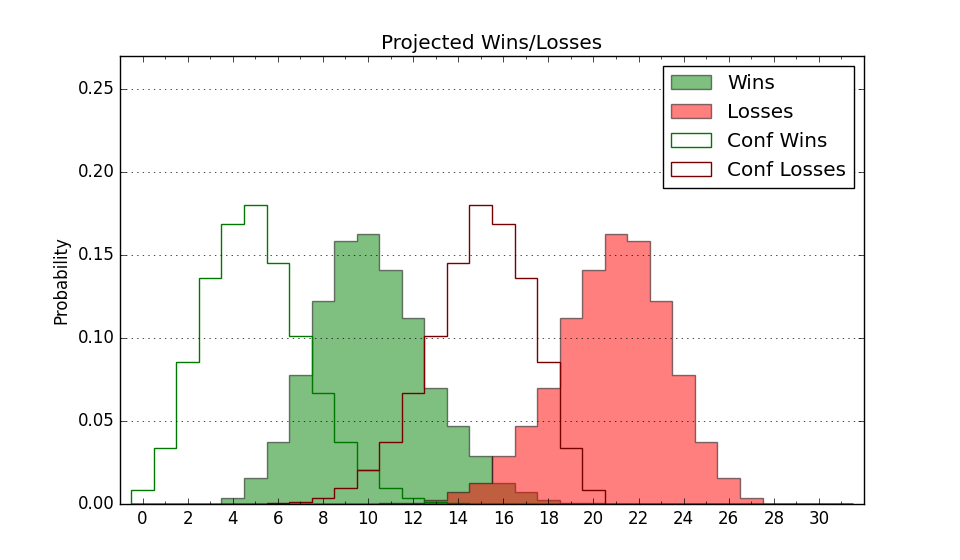 Projected Wins/Losses
Wins
Losses
Conf Wins
Conf Losses
Probability
0.25
0.20
0.15
0.10
0.05
0.00
0 2 4 6 8 10 12 14 16 18 20 22 24 26 28 30